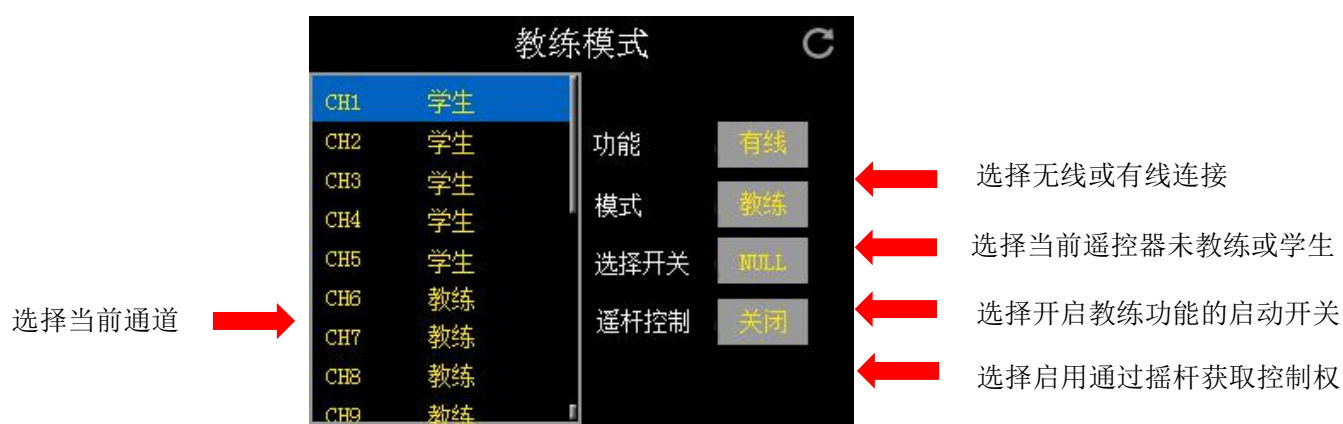 教练模式
CH1 学生
CH2 学生
CH3 学生
CH4 学生
CH5 学生
CH6 教练
CH7 教练
CH8 教练
CH9 教练
功能 有线
模式 教练
选择开关 NULL
遥杆控制 关闭
选择当前通道
选择无线或有线连接
选择当前遥控器未教练或学生
选择开启教练功能的启动开关
选择启用通过摇杆获取控制权